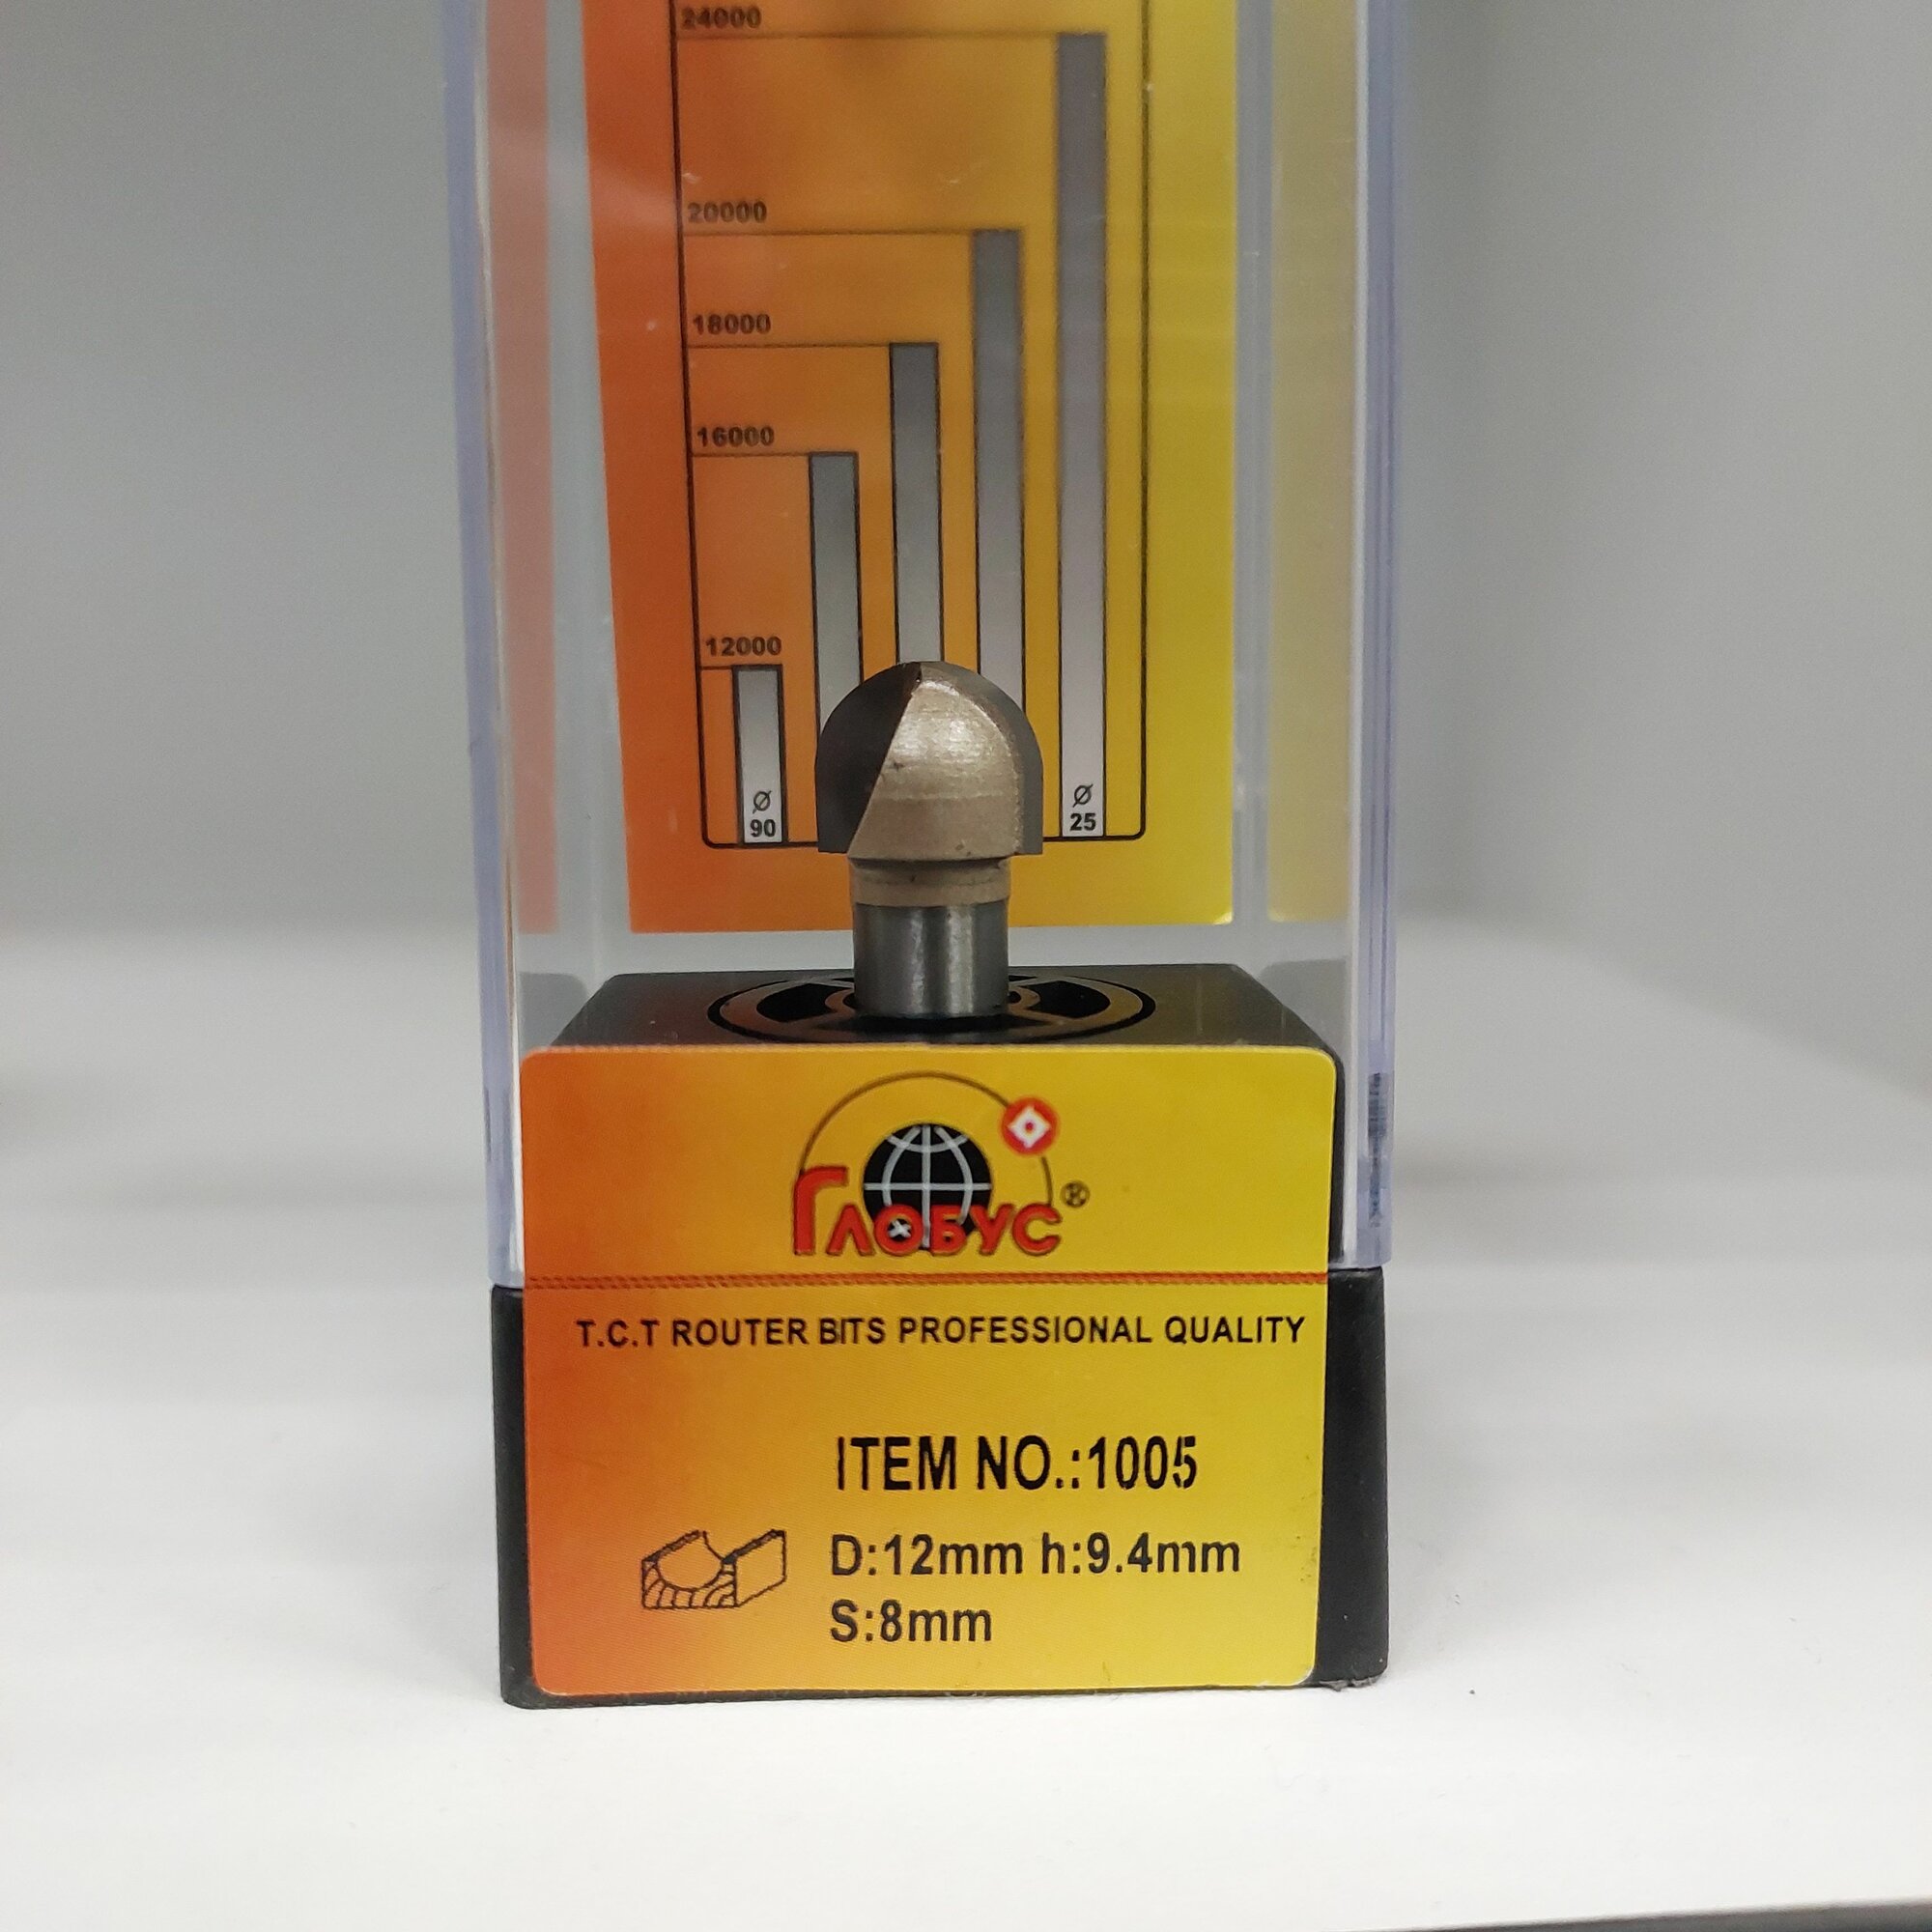 24000
20000
18000
16000
12000
Ø
90
Ø
25
ГЛОБУС®
T.C.T ROUTER BITS PROFESSIONAL QUALITY
ITEM NO.:1005
D:12mm h:9.4mm
S:8mm